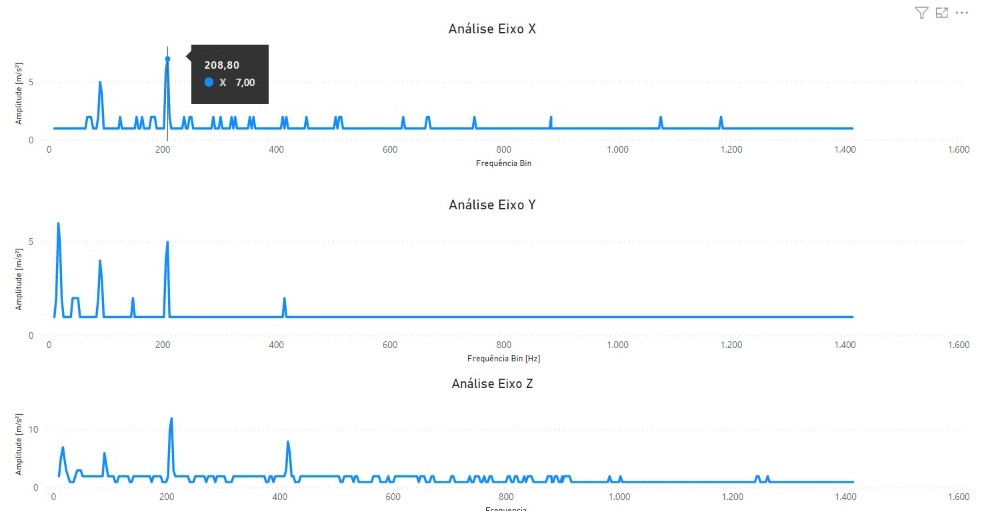 Análise Eixo X
208,80
X 7,00
Amplitude [m/s²]
5
0
0 200 400 600 800 1.000 1.200 1.400 1.600
Frequência Bin
Análise Eixo Y
Amplitude [m/s²]
5
0
0 200 400 600 800 1.000 1.200 1.400 1.600
Frequência Bin [Hz]
Análise Eixo Z
Amplitude [m/s²]
10
0
0 200 400 600 800 1.000 1.200 1.400 1.600
Frequencia